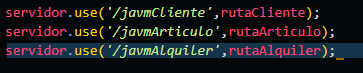 servidor.use('/javmCliente',rutaCliente);
servidor.use('/javmArticulo',rutaArticulo);
servidor.use('/javmAlquiler',rutaAlquiler);